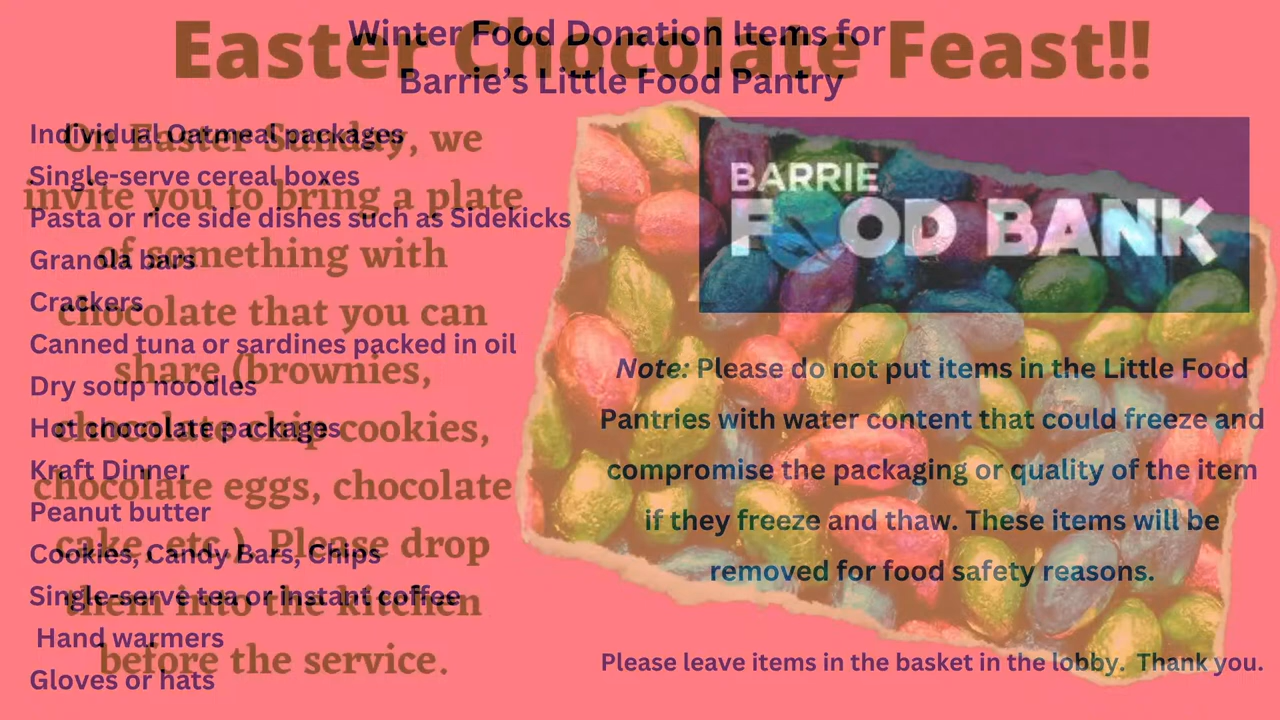 Easter Chocolate Feast!!
On Easter Sunday, we
invite you to bring a plate
of something with
chocolate that you can
share (brownies,
chocolate chip cookies,
chocolate eggs, chocolate
cake, etc.). Please drop
them into the kitchen
before the service.
Winter Food Donation Items for
Barrie's Little Food Pantry
Individual Oatmeal packages
Single-serve cereal boxes
Pasta or rice side dishes such as Sidekicks
Granola bars
Crackers
Canned tuna or sardines packed in oil
Dry soup noodles
Hot chocolate packages
Kraft Dinner
Peanut butter
Cookies, Candy Bars, Chips
Single-serve tea or instant coffee
Hand warmers
Gloves or hats
BARRIE
FOOD BANK
Note: Please do not put items in the Little Food
Pantries with water content that could freeze and
compromise the packaging or quality of the item
if they freeze and thaw. These items will be
removed for food safety reasons.
Please leave items in the basket in the lobby. Thank you.